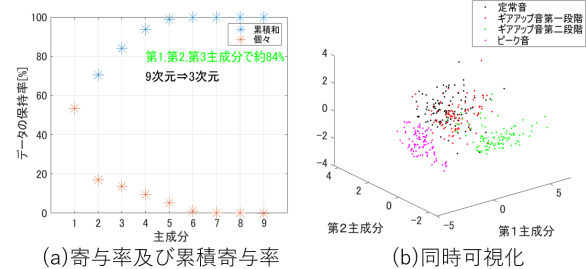 100
80
60
40
20
0
データの保持率[%]
累積和
個々
第1,第2,第3主成分で約84%
9次元⇒3次元
1 2 3 4 5 6 7 8 9
主成分
(a)寄与率及び累積寄与率
定常音
ギアアップ音第一段階
ギアアップ音第二段階
ピーク音
4
2
0
-2
-4
4
2
0
-2
第2主成分
-5
0
5
第1主成分
(b)同時可視化